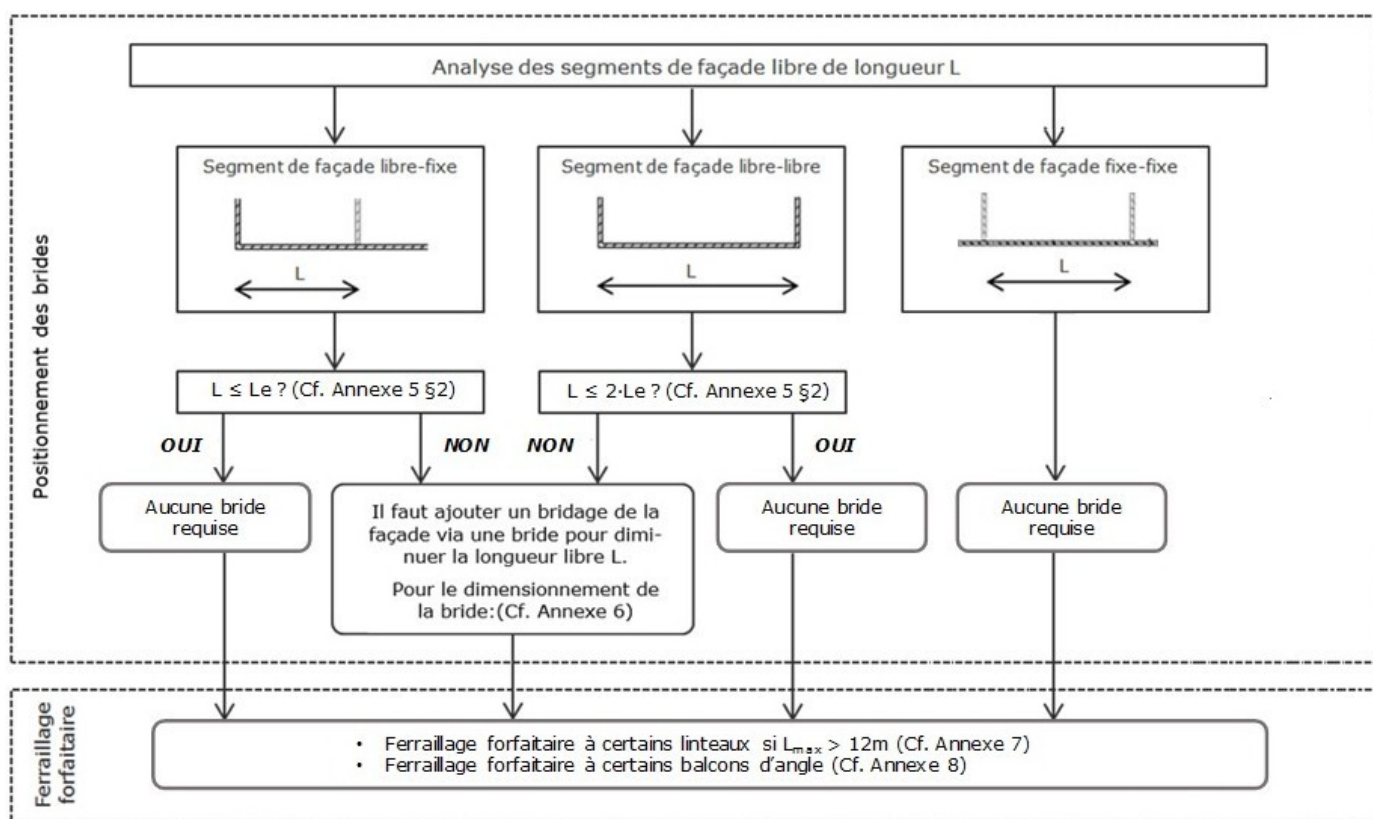 Analyse des segments de façade libre de longueur L
Segment de façade libre-fixe
L
Segment de façade libre-libre
L
Segment de façade fixe-fixe
L
Positionnement des brides
L ≤ Le ? (Cf. Annexe 5 §2)
L ≤ 2·Le ? (Cf. Annexe 5 §2)
OUI
NON
NON
OUI
Aucune bride
requise
Il faut ajouter un bridage de la
façade via une bride pour dimi-
nuer la longueur libre L.
Pour le dimensionnement de
la bride:(Cf. Annexe 6)
Aucune bride
requise
Aucune bride
requise
Ferraillage
forfaitaire
• Ferraillage forfaitaire à certains linteaux si Lmax > 12m (Cf. Annexe 7)
• Ferraillage forfaitaire à certains balcons d'angle (Cf. Annexe 8)